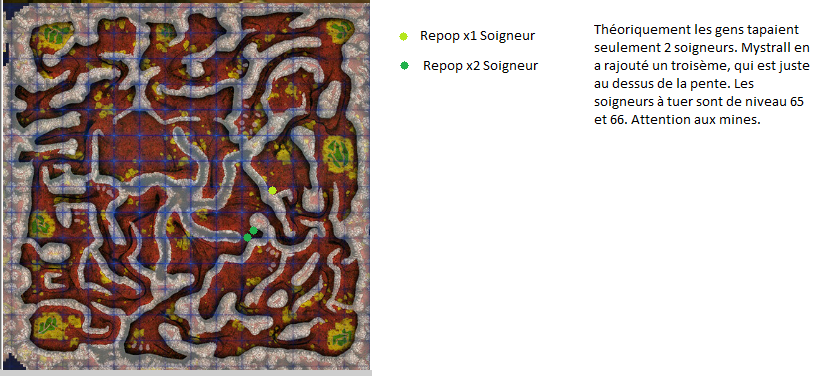 Repop x1 Soigneur
Repop x2 Soigneur
Théoriquement les gens tapaient
seulement 2 soigneurs. Mystrall en
a rajouté un troisème, qui est juste
au dessus de la pente. Les
soigneurs à tuer sont de niveau 65
et 66. Attention aux mines.